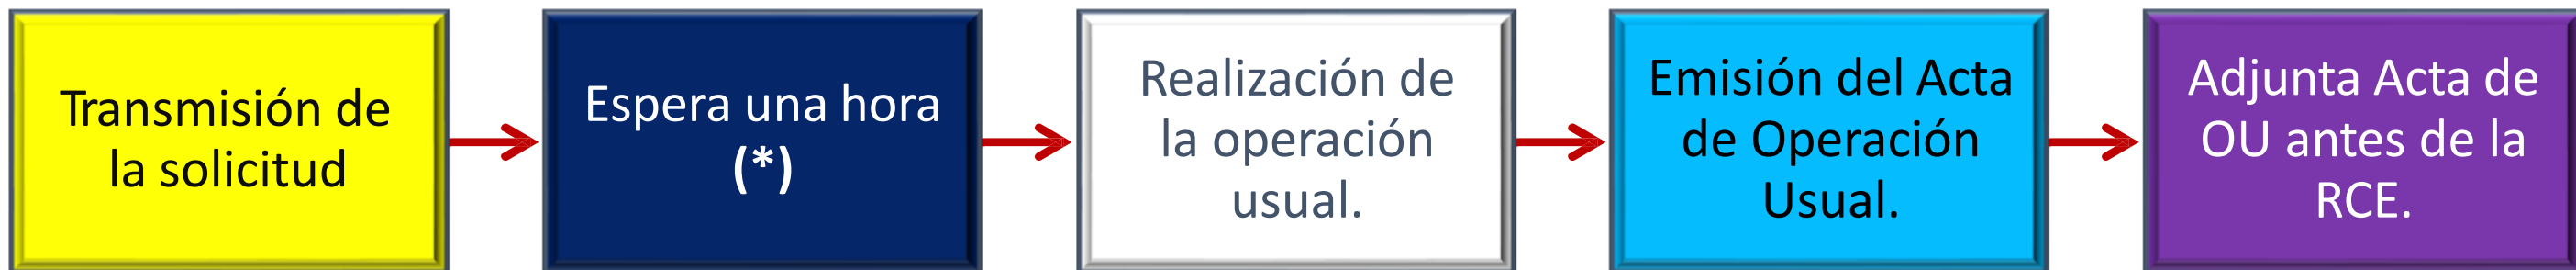 Transmisión de
la solicitud
Espera una hora
(*)
Realización de
la operación
usual.
Emisión del Acta
de Operación
Usual.
Adjunta Acta de
OU antes de la
RCE.